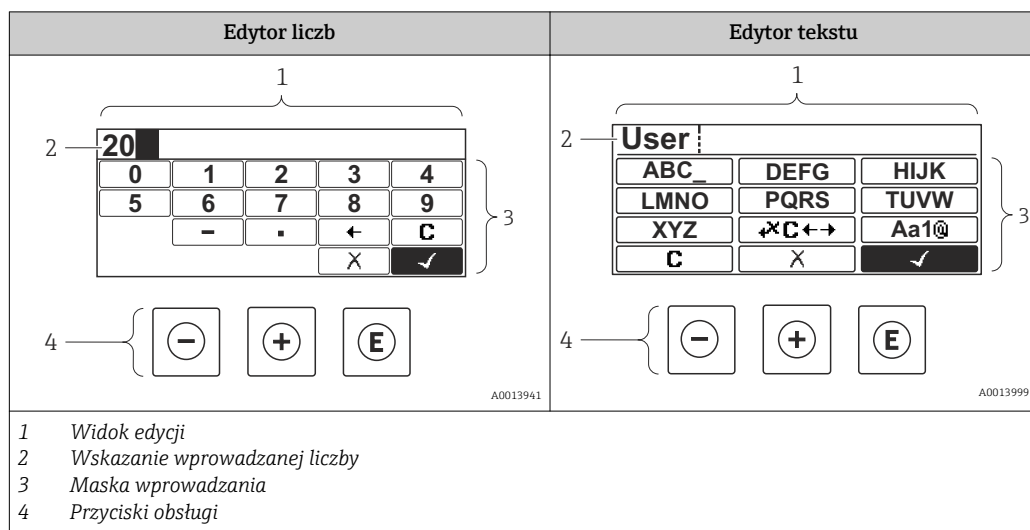 Edytor liczb Edytor tekstu
1 1
2 20 2 User
0 1 2 3 4 ABC_ DEFG HIJK
5 6 7 8 9 LMNO PQRS TUVW
3 3
- . ← C XYZ ↶×C←→ Aa1@
X ✓ C X ✓
4 - + E 4 - + E
A0013941 A0013999
1 Widok edycji
2 Wskazanie wprowadzanej liczby
3 Maska wprowadzania
4 Przyciski obsługi